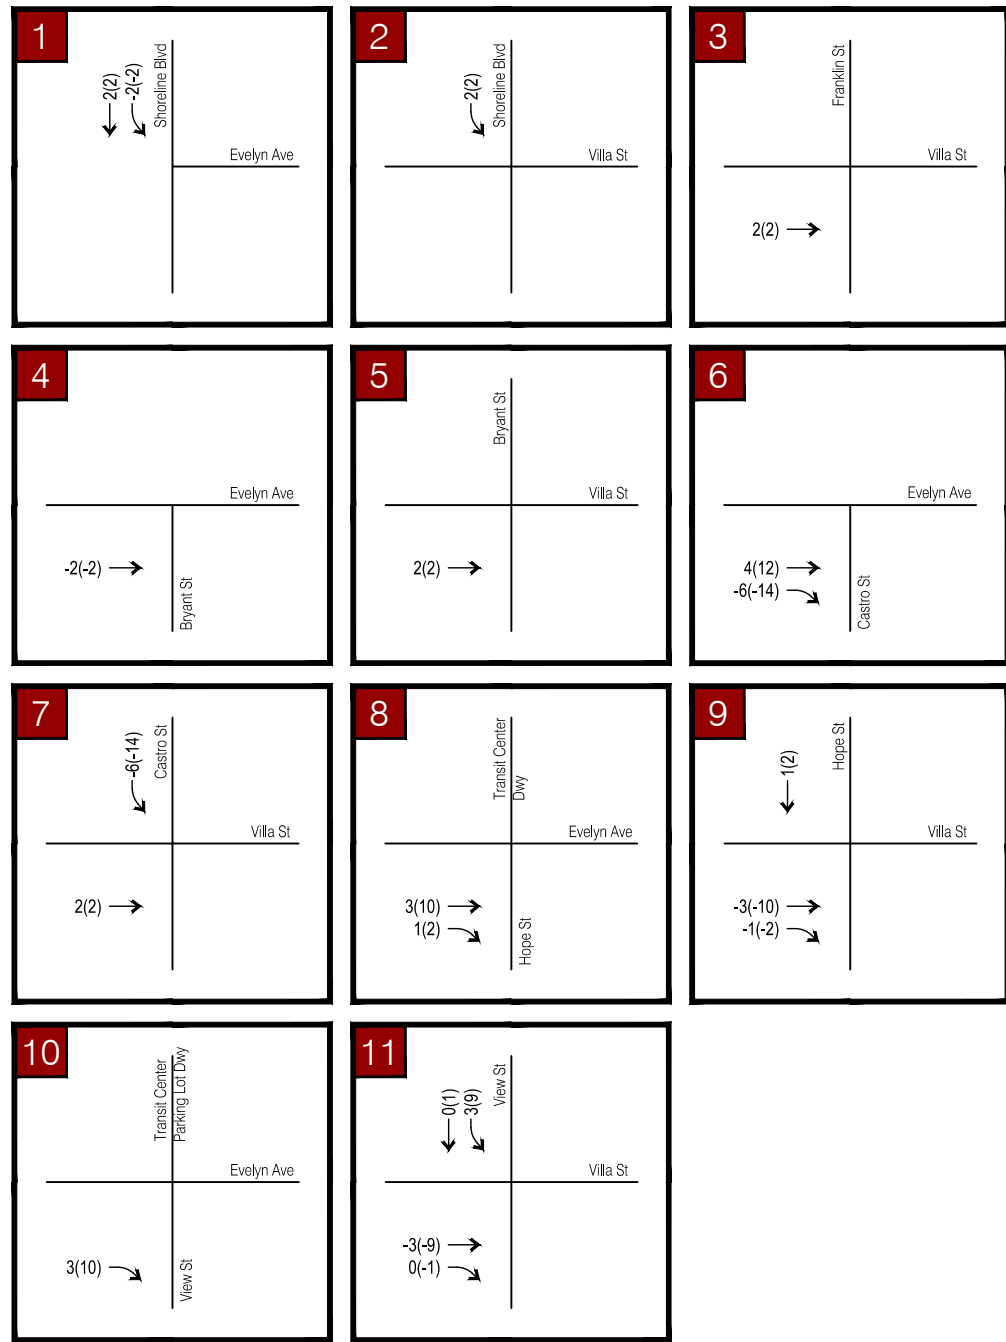 1
2(2)
-2(-2)
Shoreline Blvd
Evelyn Ave
2
2(2)
Shoreline Blvd
Villa St
3
Franklin St
Villa St
2(2)
4
Evelyn Ave
-2(-2)
Bryant St
5
Bryant St
Villa St
2(2)
6
Evelyn Ave
4(12)
-6(-14)
Castro St
7
-6(-14)
Castro St
Villa St
2(2)
8
Transit Center
Dwy
Evelyn Ave
3(10)
1(2)
Hope St
9
1(2)
Hope St
Villa St
-3(-10)
-1(-2)
10
Transit Center
Parking Lot Dwy
Evelyn Ave
3(10)
View St
11
0(1)
3(9)
View St
Villa St
-3(-9)
0(-1)